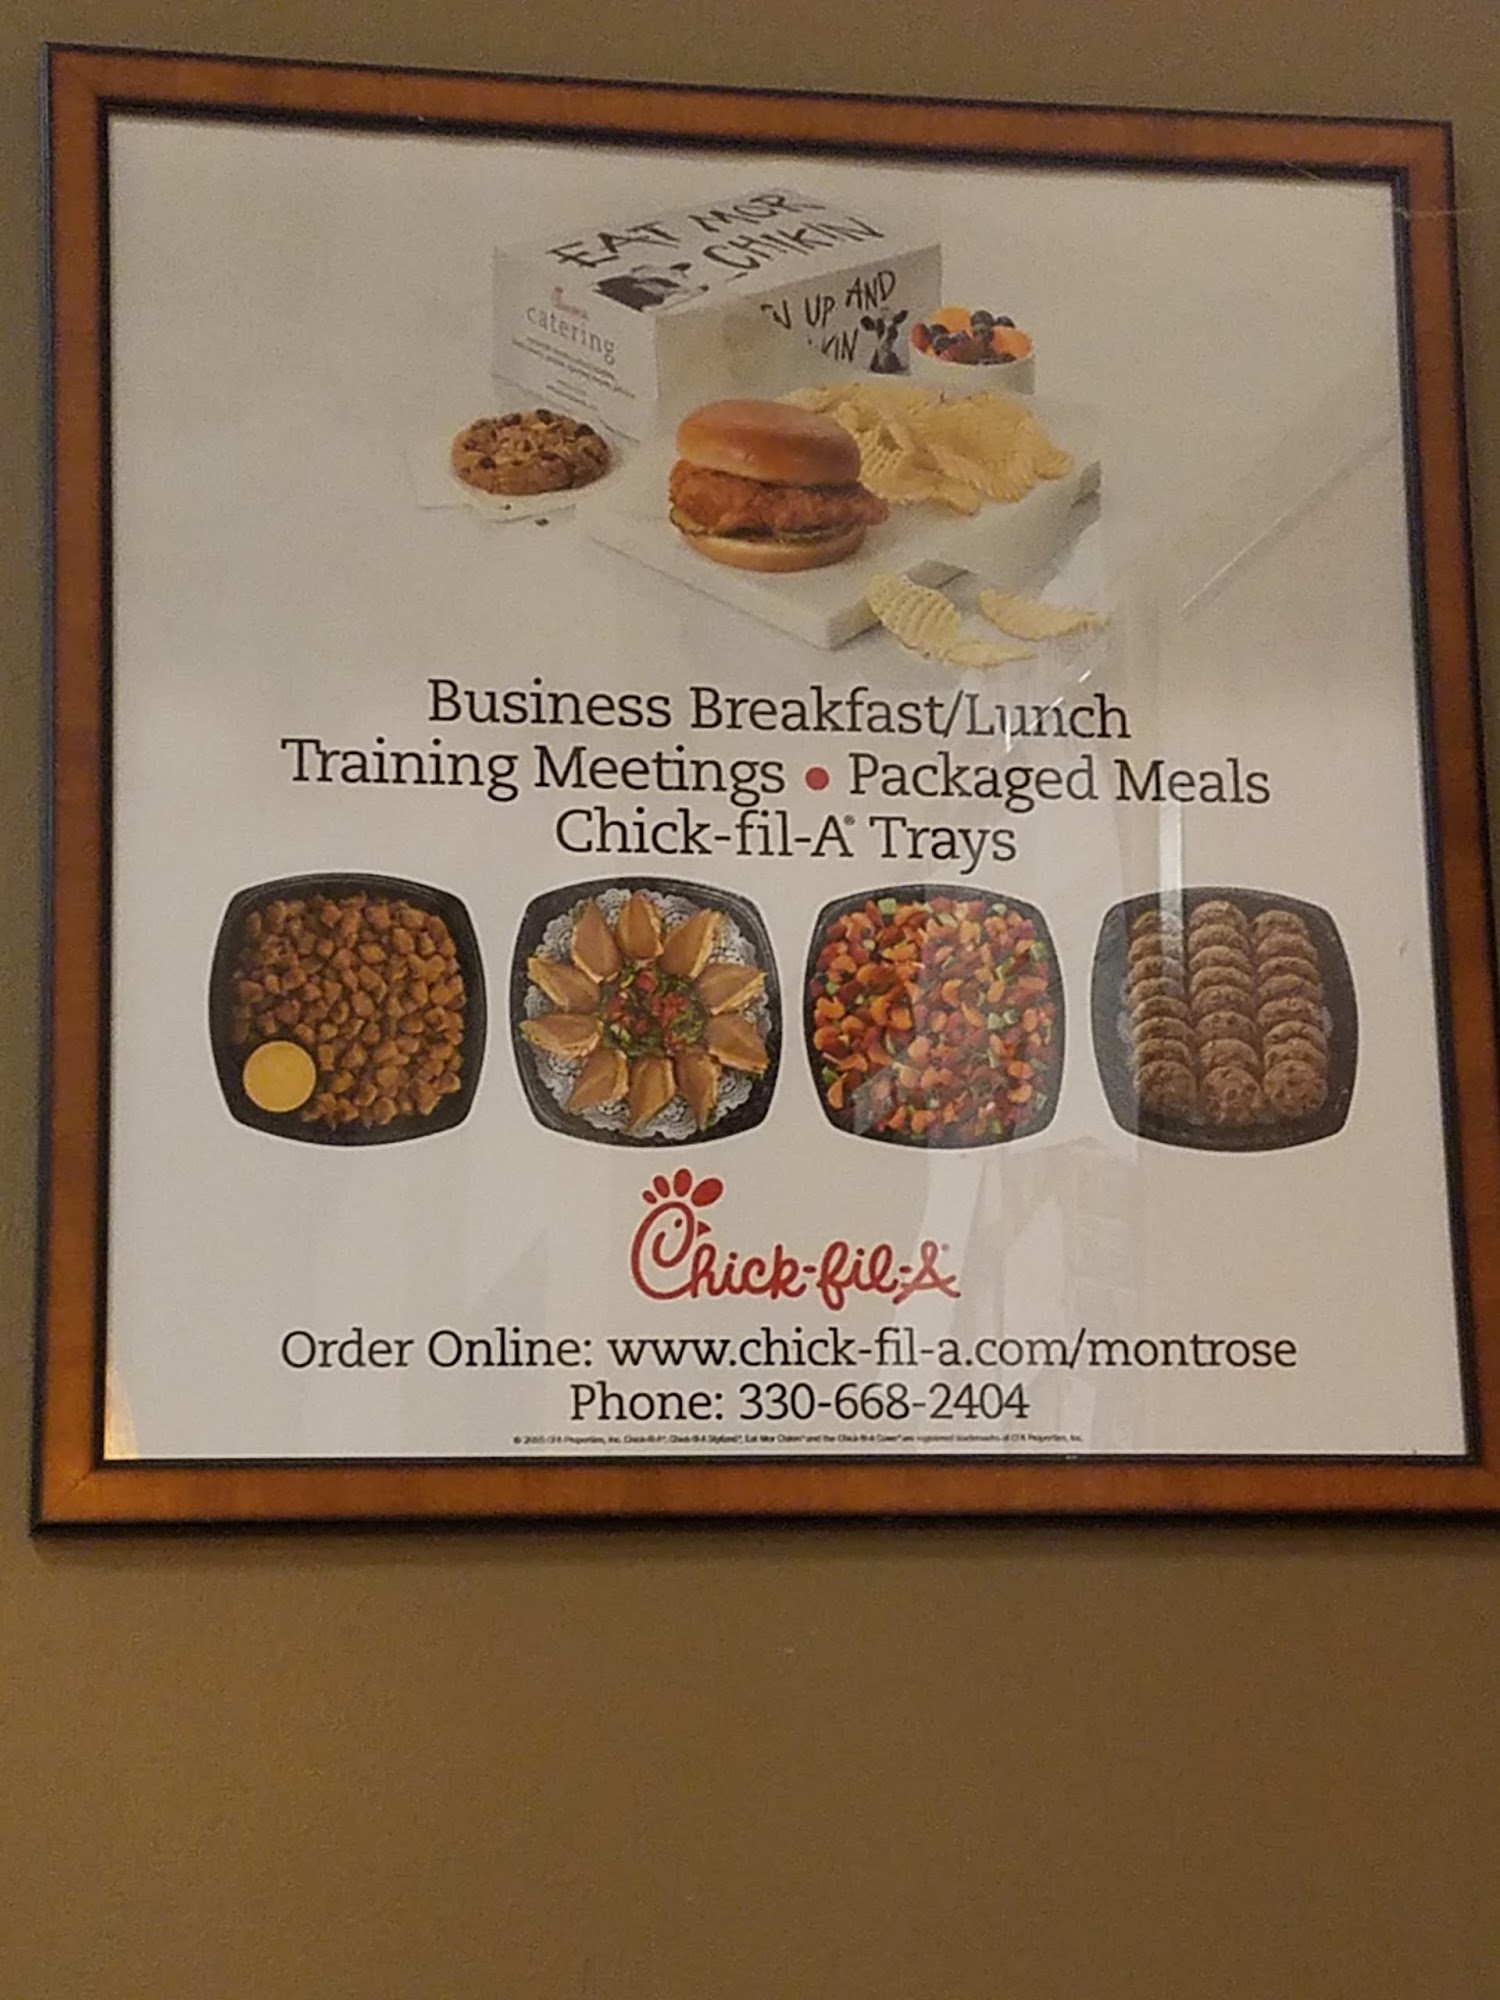 EAT MOR
CHIKIN
catering
UP AND
KIN
Business Breakfast/Lunch
Training Meetings • Packaged Meals
Chick-fil-A® Trays
Chick-fil-A®
Order Online: www.chick-fil-a.com/montrose
Phone: 330-668-2404